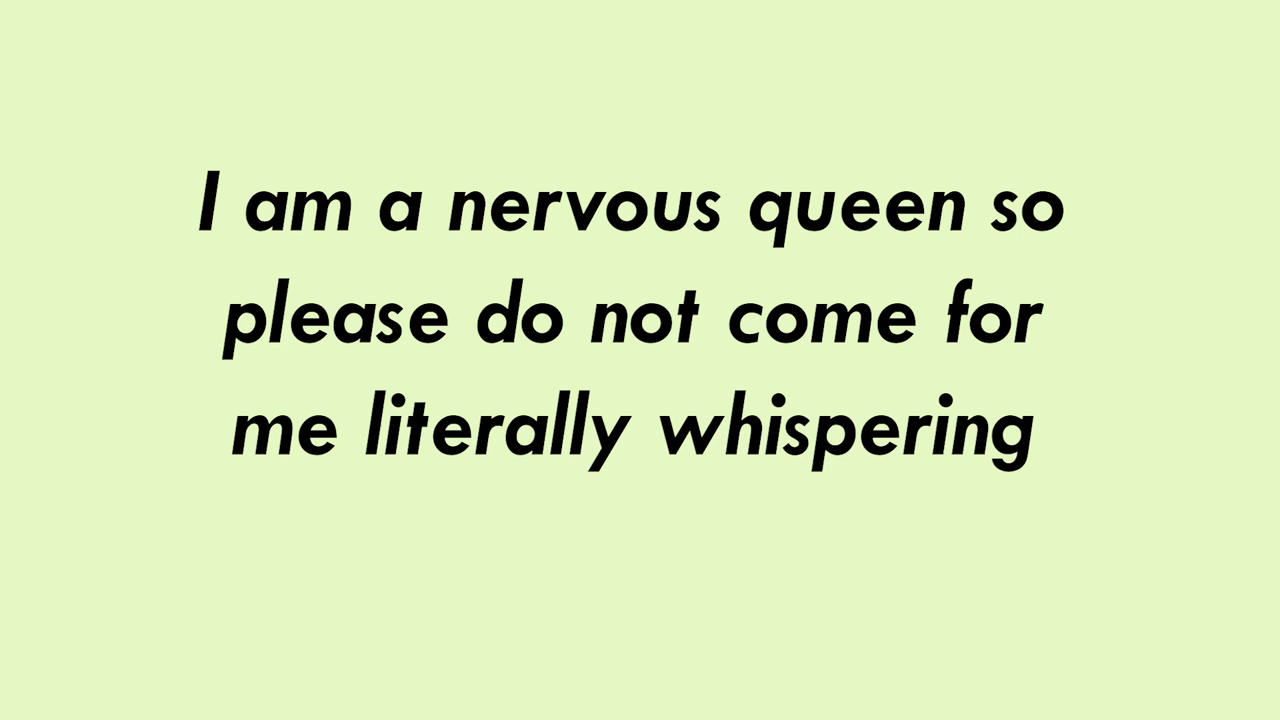 I am a nervous queen so
please do not come for
me literally whispering